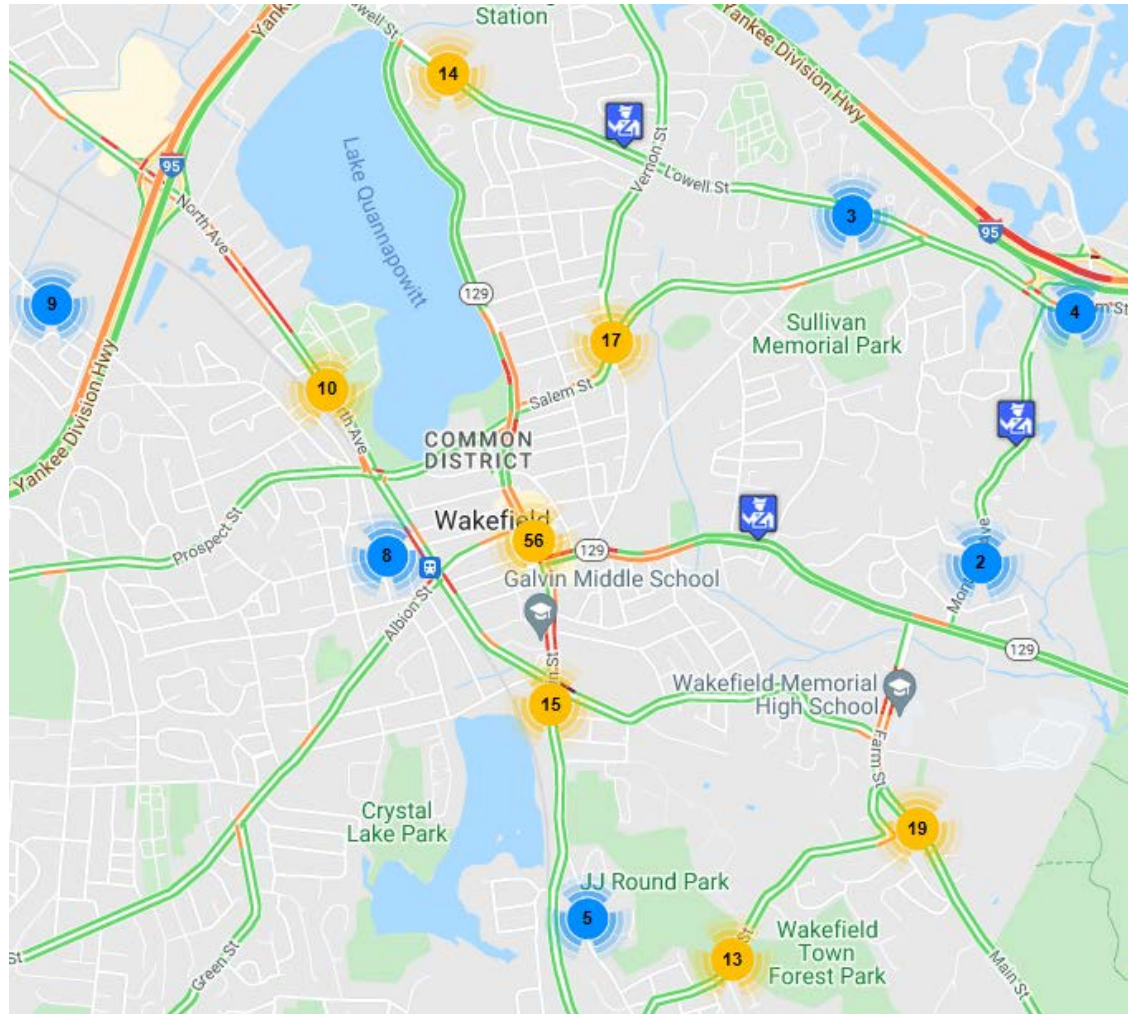 Station
Yankee Division Hwy
14
Lake Quannapowitt
95
Vernon St
Lowell St
North Ave
3
95
129
9
4
17
Sullivan
Memorial Park
10
Salem St
Yankee Division Hwy
COMMON
DISTRICT
Prospect St
Wakefield
56
8
129
2
Galvin Middle School
Albion St
129
Wakefield Memorial
High School
15
Farm St
Crystal
Lake Park
19
JJ Round Park
5
Wakefield
Town
Forest Park
13
St
Green St
Main St